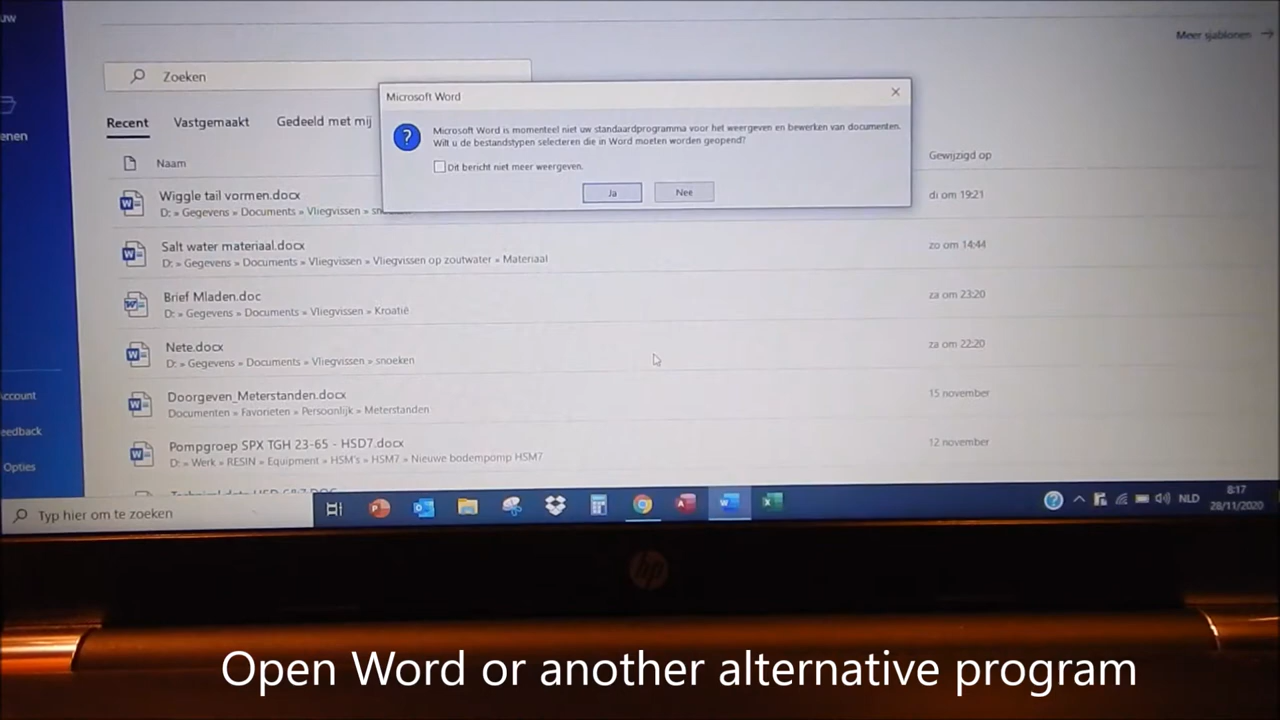 uw
Meer sjablonen
Zoeken
Microsoft Word
Microsoft Word is momenteel niet uw standaardprogramma voor het weergeven en bewerken van documenten.
Wilt u de bestandstypen selecteren die in Word moeten worden geopend?
Dit bericht niet meer weergeven.
Ja Nee
enen
Recent Vastgemaakt Gedeeld met mij
Naam Gewijzigd op
Wiggle tail vormen.docx di om 19:21
D: » Gegevens » Documents » Vliegvissen » sn
Salt water materiaal.docx zo om 14:44
D: » Gegevens » Documents » Vliegvissen » Vliegvissen op zoutwater » Materiaal
Brief Mladen.doc za om 23:20
D: » Gegevens » Documents » Vliegvissen » Kroatië
Nete.docx za om 22:20
D: » Gegevens » Documents » Vliegvissen » snoeken
Account
Doorgeven_Meterstanden.docx 15 november
Documenten » Favorieten » Persoonlijk » Meterstanden
eedback
Pompgroep SPX TGH 23-65 - HSD7.docx 12 november
D: » Werk » RESIN » Equipment » HSM's » HSM7 » Nieuwe bodempomp HSM7
Opties
Typ hier om te zoeken
NLD
8:17
28/11/2020
hp
Open Word or another alternative program